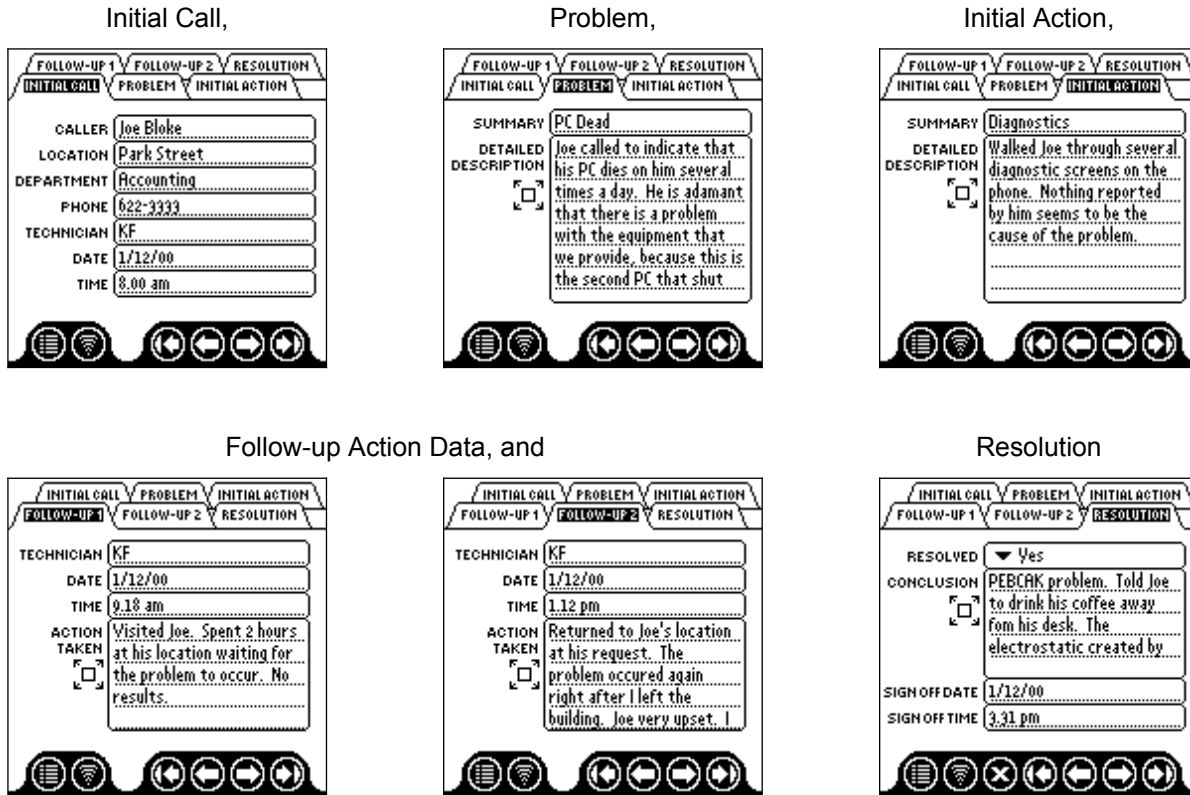 Initial Call,
Problem,
Initial Action,
FOLLOW-UP 1 FOLLOW-UP 2 RESOLUTION
INITIAL CALL PROBLEM INITIAL ACTION
CALLER Joe Bloke
LOCATION Park Street
DEPARTMENT Accounting
PHONE 622-3333
TECHNICIAN KF
DATE 1/12/00
TIME 8.00 am
FOLLOW-UP 1 FOLLOW-UP 2 RESOLUTION
INITIAL CALL PROBLEM INITIAL ACTION
SUMMARY PC Dead
DETAILED DESCRIPTION
Joe called to indicate that
his PC dies on him several
times a day. He is adamant
that there is a problem
with the equipment that
we provide, because this is
the second PC that shut
FOLLOW-UP 1 FOLLOW-UP 2 RESOLUTION
INITIAL CALL PROBLEM INITIAL ACTION
SUMMARY Diagnostics
DETAILED DESCRIPTION
Walked Joe through several
diagnostic screens on the
phone. Nothing reported
by him seems to be the
cause of the problem.
Follow-up Action Data, and
Resolution
INITIAL CALL PROBLEM INITIAL ACTION
FOLLOW-UP 1 FOLLOW-UP 2 RESOLUTION
TECHNICIAN KF
DATE 1/12/00
TIME 9.18 am
ACTION TAKEN
Visited Joe. Spent 2 hours
at his location waiting for
the problem to occur. No
results.
INITIAL CALL PROBLEM INITIAL ACTION
FOLLOW-UP 1 FOLLOW-UP 2 RESOLUTION
TECHNICIAN KF
DATE 1/12/00
TIME 1.12 pm
ACTION TAKEN
Returned to Joe's location
at his request. The
problem occured again
right after I left the
building. Joe very upset. I
INITIAL CALL PROBLEM INITIAL ACTION
FOLLOW-UP 1 FOLLOW-UP 2 RESOLUTION
RESOLVED Yes
CONCLUSION
PEBCAK problem. Told Joe
to drink his coffee away
fom his desk. The
electrostatic created by
SIGN OFF DATE 1/12/00
SIGN OFF TIME 3.31 pm